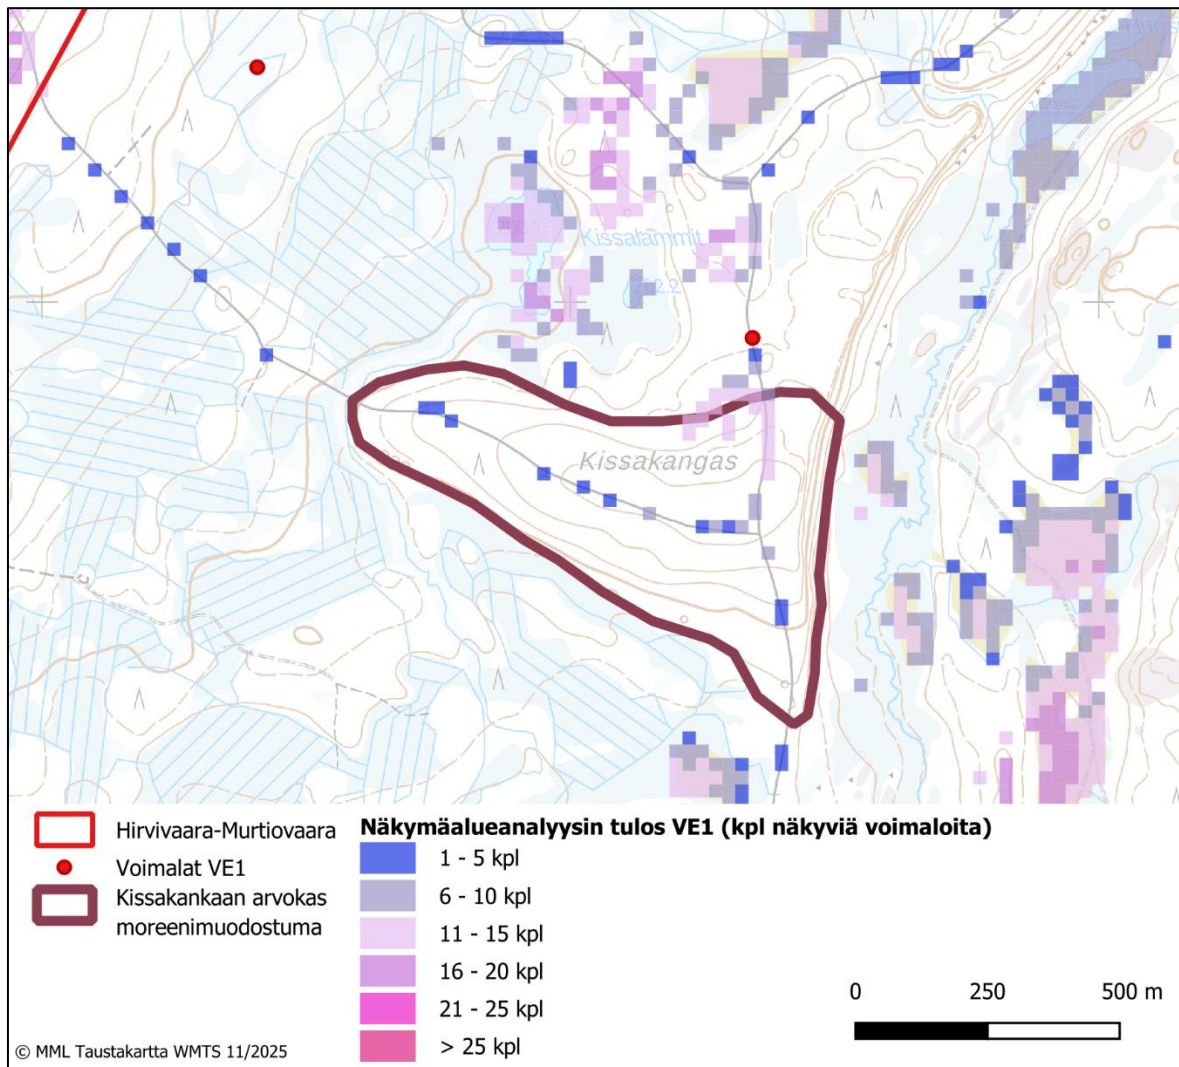 Kissalammit
Kissakangas
Hirvivaara-Murtiovaara
Voimalat VE1
Kissakankaan arvokas
moreenimuodostuma
Näkymäalueanalyysin tulos VE1 (kpl näkyviä voimaloita)
1 - 5 kpl
6 - 10 kpl
11 - 15 kpl
16 - 20 kpl
21 - 25 kpl
> 25 kpl
0 250 500 m
© MML Taustakartta WMTS 11/2025